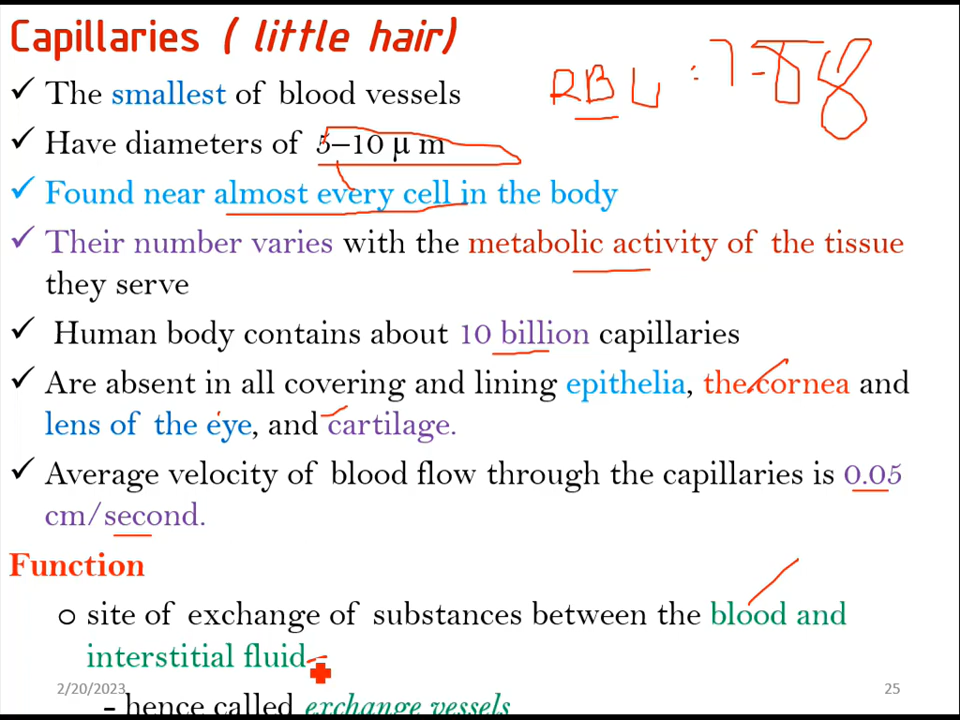 Capillaries ( little hair)
✓ The smallest of blood vessels
✓ Have diameters of 5–10 µ m
✓ Found near almost every cell in the body
✓ Their number varies with the metabolic activity of the tissue
they serve
✓ Human body contains about 10 billion capillaries
✓ Are absent in all covering and lining epithelia, the cornea and
lens of the eye, and cartilage.
✓ Average velocity of blood flow through the capillaries is 0.05
cm/second.
Function
o site of exchange of substances between the blood and
interstitial fluid
2/20/2023
25
- hence called exchange vessels